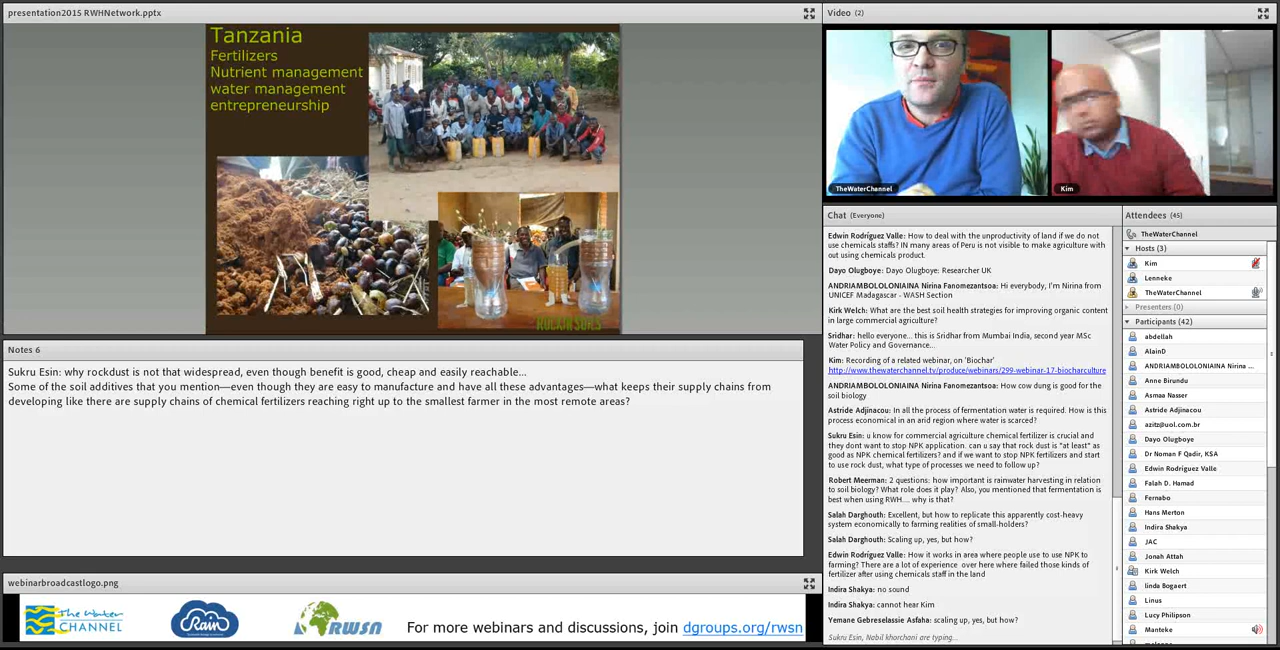 presentation2015 RWHNetwork.pptx
Tanzania
Fertilizers
Nutrient management
water management
entrepreneurship
ROCKIN SOILS
Notes 6
Sukru Esin: why rockdust is not that widespread, even though benefit is good, cheap and easily reachable...
Some of the soil additives that you mention—even though they are easy to manufacture and have all these advantages—what keeps their supply chains from
developing like there are supply chains of chemical fertilizers reaching right up to the smallest farmer in the most remote areas?
webinarbroadcastlogo.png
The Water
CHANNEL
Rain
RWSN
For more webinars and discussions, join dgroups.org/rwsn
Video (2)
TheWaterChannel
Kim
Chat (Everyone)
Edwin Rodríguez Valle: How to deal with the unproductivity of land if we do not
use chemicals staffs? IN many areas of Peru is not visible to make agriculture with
out using chemicals product.
Dayo Olugboye: Dayo Olugboye: Researcher UK
ANDRIAMBOLOLONIAINA Nirina Fanomezantsoa: Hi everybody, I'm Nirina from
UNICEF Madagascar - WASH Section
Kirk Welch: What are the best soil health strategies for improving organic content
in large commercial agriculture?
Sridhar: hello everyone... this is Sridhar from Mumbai India, second year MSc
Water Policy and Governance...
Kim: Recording of a related webinar, on 'Biochar'
http://www.thewaterchannel.tv/produce/webinars/299-webinar-17-biocharculture
ANDRIAMBOLOLONIAINA Nirina Fanomezantsoa: How cow dung is good for the
soil biology
Astride Adjinacou: In all the process of fermentation water is required. How is this
process economical in an arid region where water is scarced?
Sukru Esin: u know for commercial agriculture chemical fertilizer is crucial and
they dont want to stop NPK application. can u say that rock dust is "at least" as
good as NPK chemical fertilizers? and if we want to stop NPK fertilizers and start
to use rock dust, what type of processes we need to follow up?
Robert Meerman: 2 questions: how important is rainwater harvesting in relation
to soil biology? What role does it play? Also, you mentioned that fermentation is
best when using RWH.... why is that?
Salah Darghouth: Excellent, but how to replicate this apparently cost-heavy
system economically to farming realities of small-holders?
Salah Darghouth: Scaling up, yes, but how?
Edwin Rodríguez Valle: How it works in area where people use to use NPK to
farming? There are a lot of experience over here where failed those kinds of
fertilizer after using chemicals staff in the land
Indira Shakya: no sound
Indira Shakya: cannot hear Kim
Yemane Gebreselassie Asfaha: scaling up, yes, but how?
Sukru Esin, Nabil khorchani are typing...
Attendees (45)
TheWaterChannel
Hosts (3)
Kim
Lenneke
TheWaterChannel
Presenters (0)
Participants (42)
abdellah
AlainD
ANDRIAMBOLOLONIAINA Nirina ...
Anne Birundu
Asmaa Nasser
Astride Adjinacou
azitz@uol.com.br
Dayo Olugboye
Dr Noman F Qadir, KSA
Edwin Rodríguez Valle
Falah D. Hamad
Fernabo
Hans Merton
Indira Shakya
JAC
Jonah Attah
Kirk Welch
linda Bogaert
Linus
Lucy Philipson
Manteke